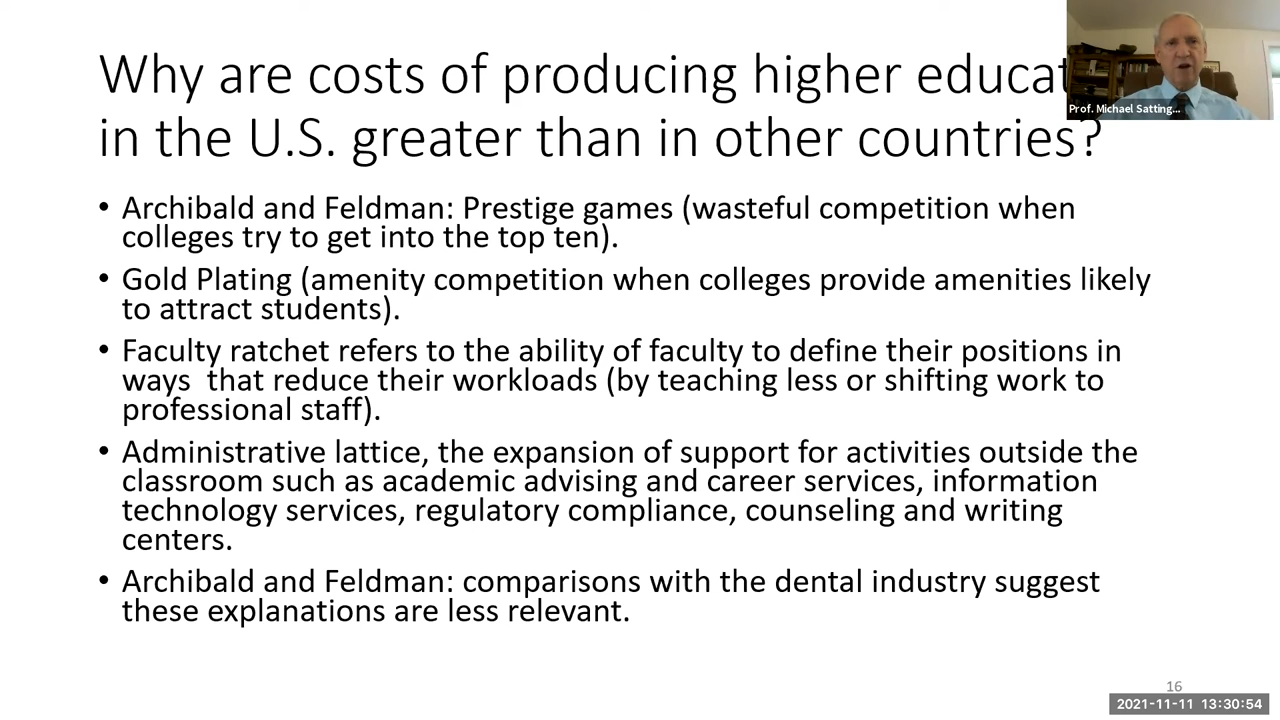 Why are costs of producing higher educat
in the U.S. greater than in other countries?
Prof. Michael Satting...
• Archibald and Feldman: Prestige games (wasteful competition when
colleges try to get into the top ten).
• Gold Plating (amenity competition when colleges provide amenities likely
to attract students).
• Faculty ratchet refers to the ability of faculty to define their positions in
ways  that reduce their workloads (by teaching less or shifting work to
professional staff).
• Administrative lattice, the expansion of support for activities outside the
classroom such as academic advising and career services, information
technology services, regulatory compliance, counseling and writing
centers.
• Archibald and Feldman: comparisons with the dental industry suggest
these explanations are less relevant.
16
2021-11-11 13:30:54